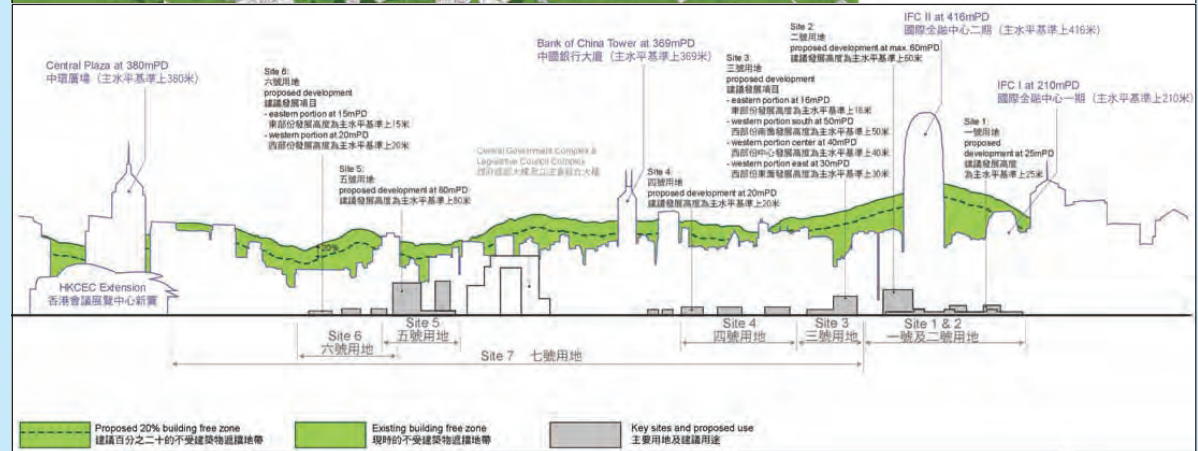 Central Plaza at 380mPD
中環廣場（主水平基準上380米）
Site 6:
六號用地
proposed development
建議發展項目
- eastern portion at 15mPD
東部份發展高度為主水平基準上15米
- western portion at 20mPD
西部份發展高度為主水平基準上20米
Site 5:
五號用地
proposed development at 80mPD
建議發展高度為主水平基準上80米
Central Government Complex &
Legislative Council Complex
Bank of China Tower at 369mPD
中國銀行大廈（主水平基準上369米）
Site 4:
四號用地
proposed development at 20mPD
建議發展高度為主水平基準上20米
Site 3:
三號用地
proposed development
建議發展項目
- eastern portion at 16mPD
東部份發展高度為主水平基準上16米
- western portion south at 50mPD
西部份南面發展高度為主水平基準上50米
- western portion center at 40mPD
西部份中心發展高度為主水平基準上40米
- western portion east at 30mPD
西部份東面發展高度為主水平基準上30米
Site 2:
二號用地
proposed development at max. 60mPD
建議發展高度為主水平基準上60米
IFC II at 416mPD
國際金融中心二期（主水平基準上416米）
IFC I at 210mPD
國際金融中心一期（主水平基準上210米）
Site 1:
一號用地
proposed
development at 25mPD
建議發展高度
為主水平基準上25米
20%
HKCEC Extension
香港會議展覽中心新翼
Site 6
六號用地
Site 5
五號用地
Site 4
四號用地
Site 3
三號用地
Site 1 & 2
一號及二號用地
Site 7 七號用地
Proposed 20% building free zone
建議百分之二十的不受建築物遮擋地帶
Existing building free zone
現時的不受建築物遮擋地帶
Key sites and proposed use
主要用地及建議用途